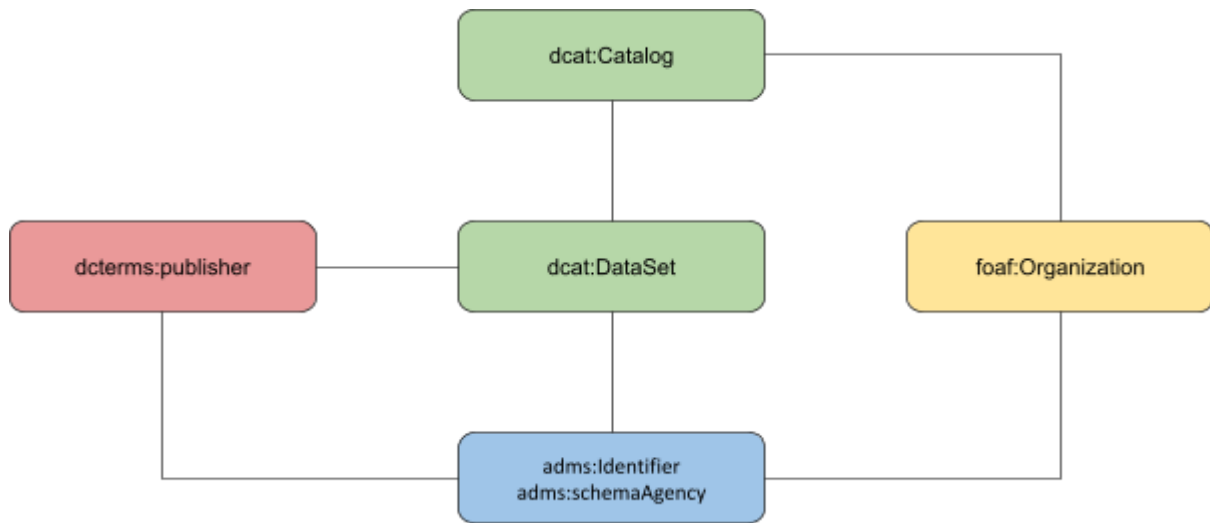 dcat:Catalog
dcterms:publisher
dcat:DataSet
foaf:Organization
adms:Identifier
adms:schemaAgency